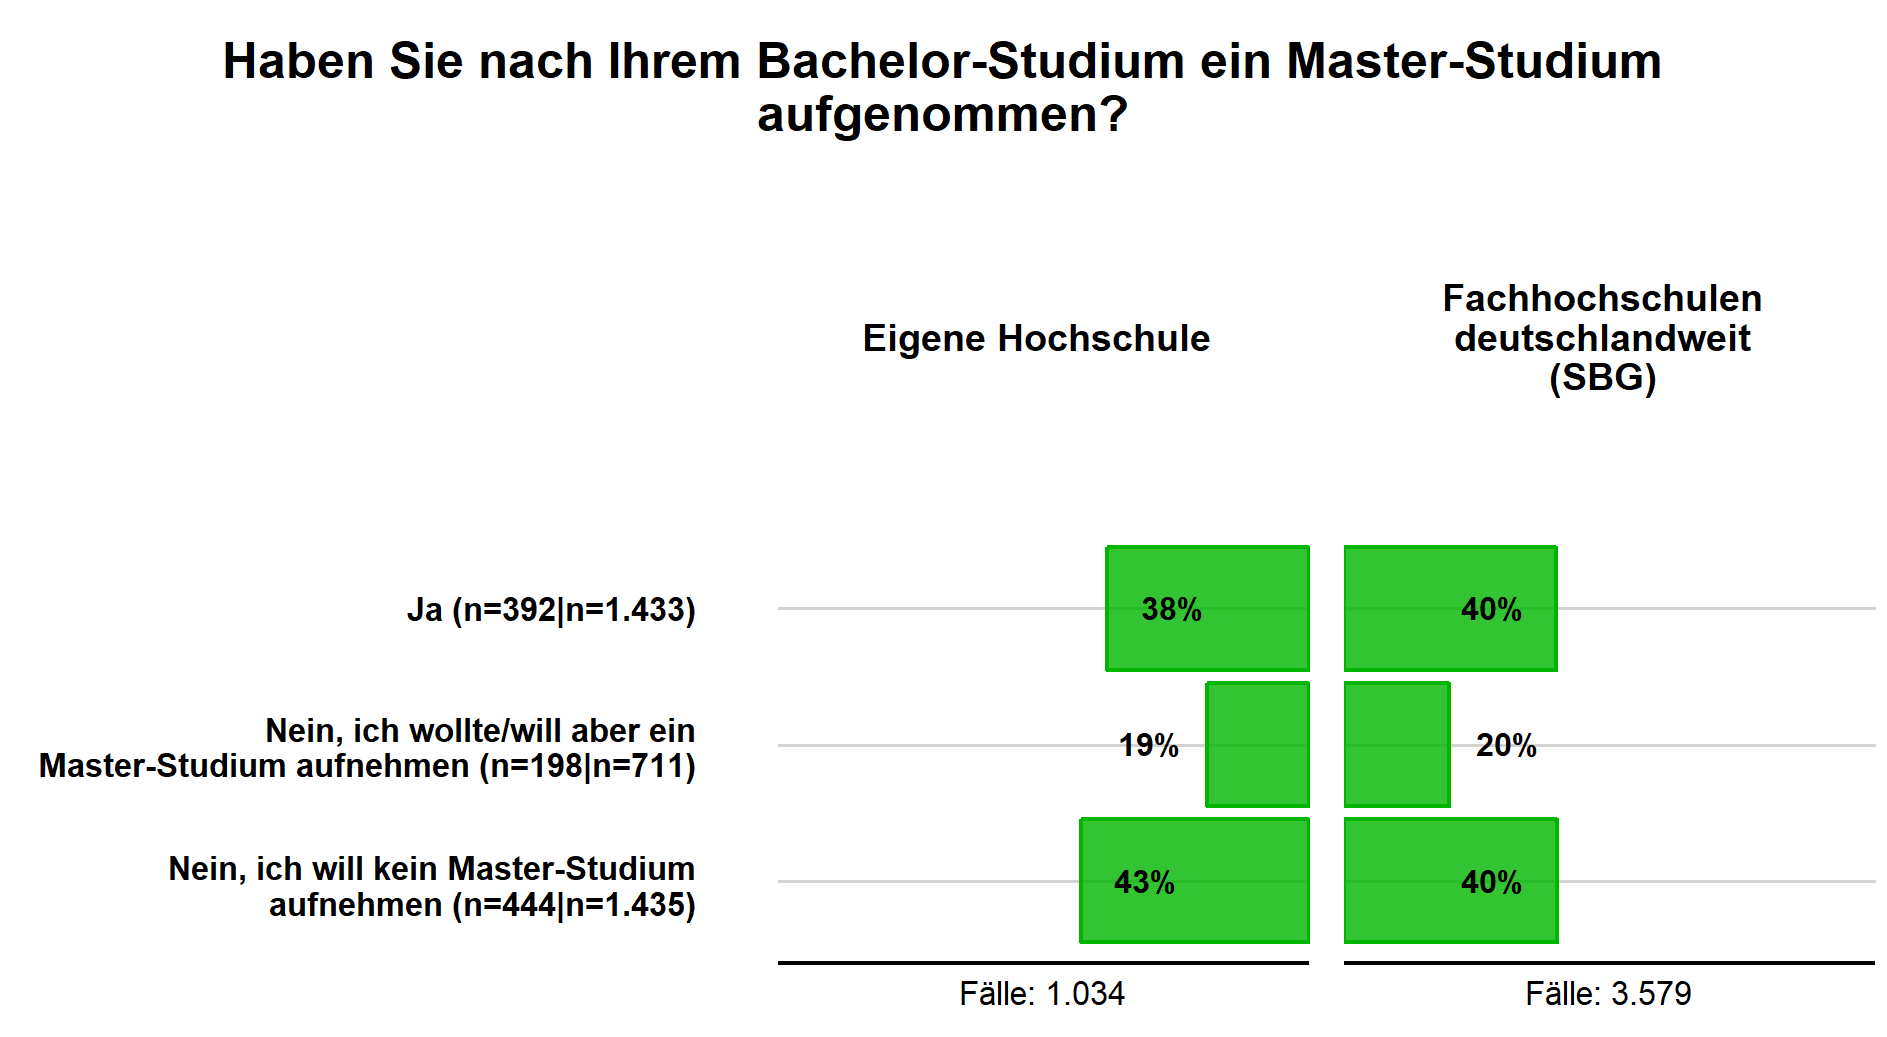 Haben Sie nach Ihrem Bachelor-Studium ein Master-Studium
aufgenommen?
Eigene Hochschule
Fachhochschulen
deutschlandweit
(SBG)
Ja (n=392|n=1.433)
38%
40%
Nein, ich wollte/will aber ein
Master-Studium aufnehmen (n=198|n=711)
19%
20%
Nein, ich will kein Master-Studium
aufnehmen (n=444|n=1.435)
43%
40%
Fälle: 1.034
Fälle: 3.579